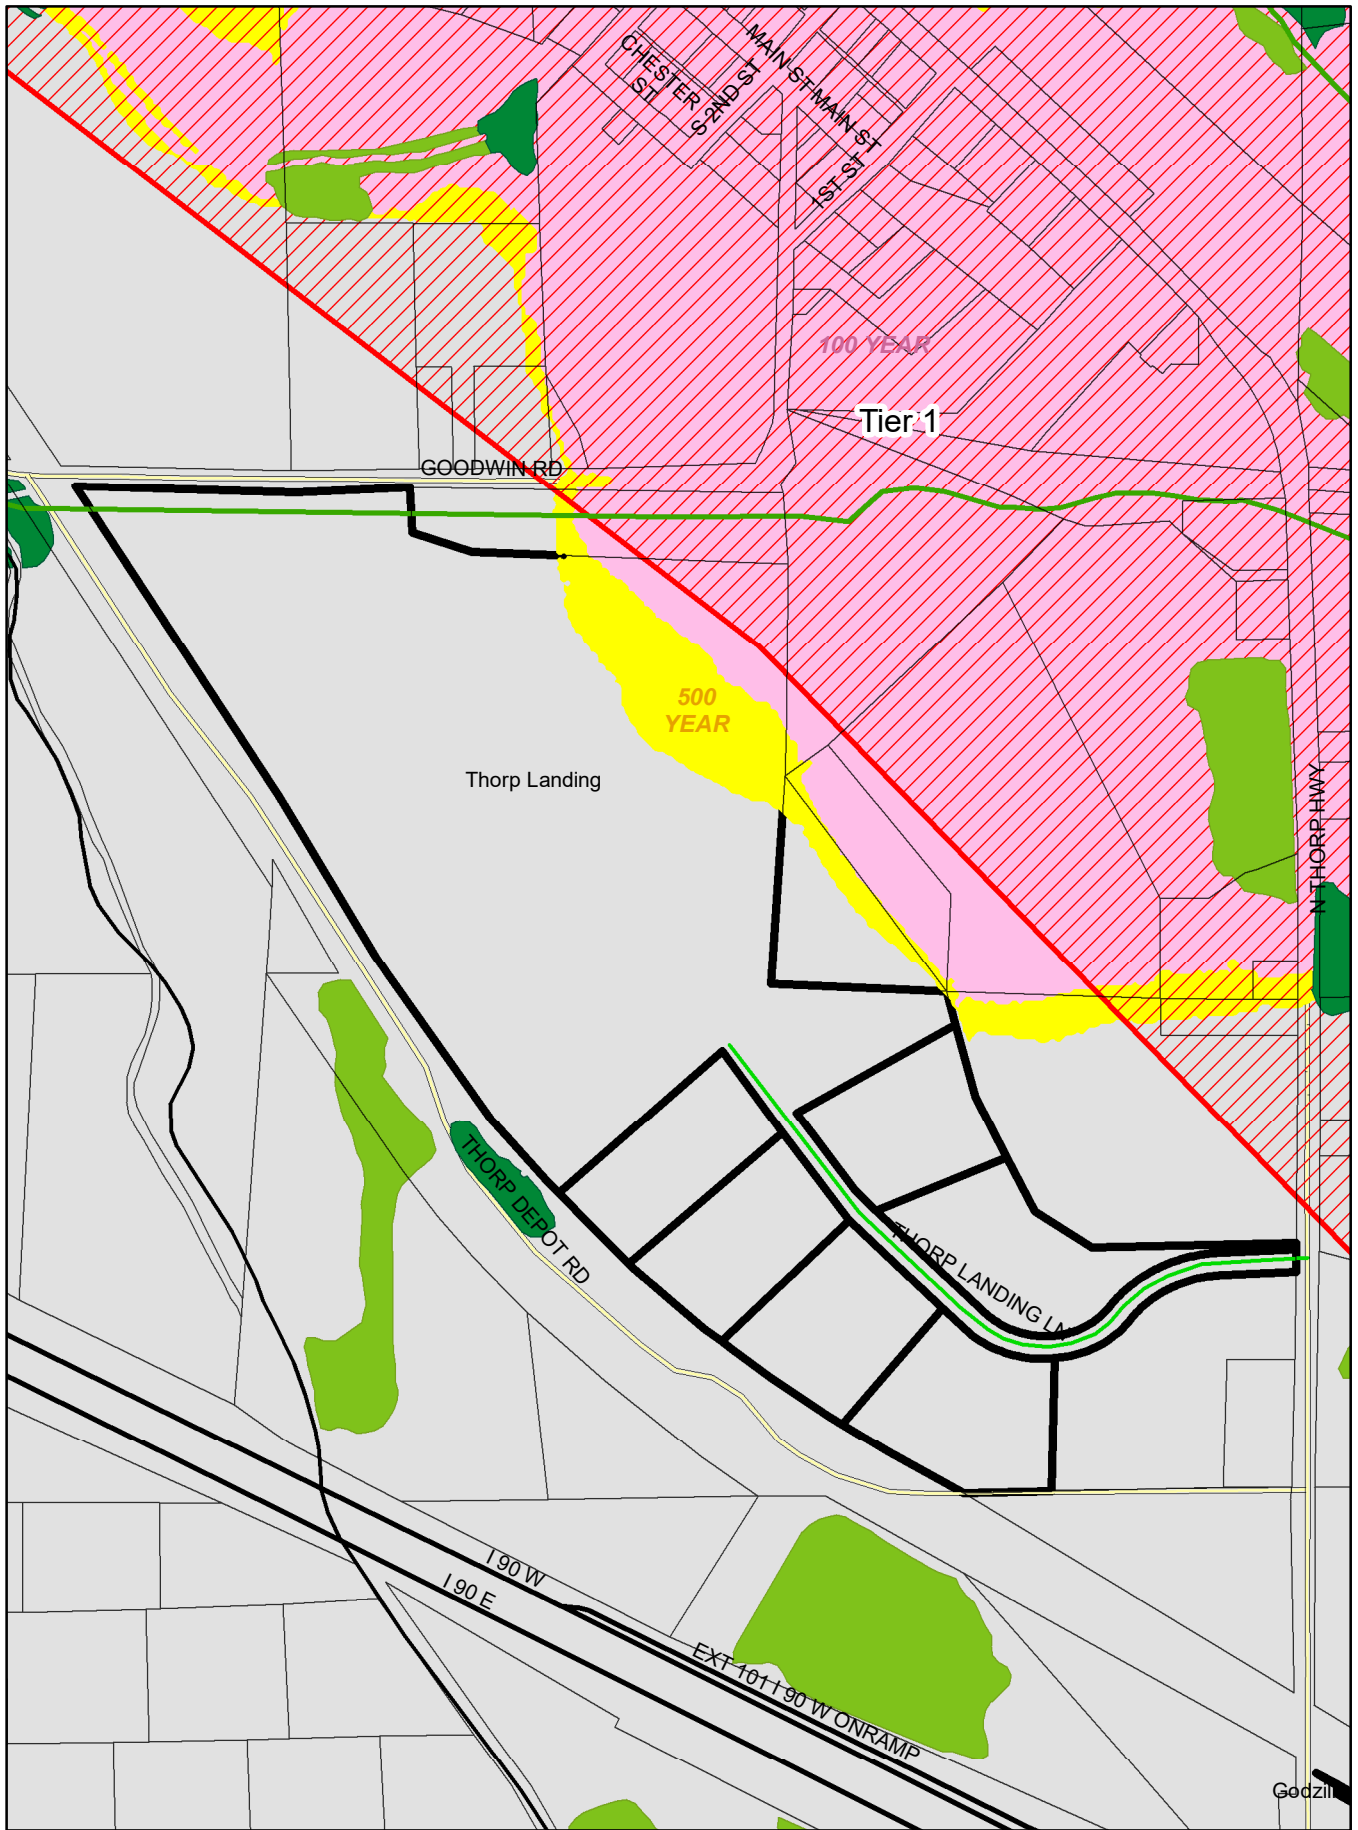 MAIN ST
MAIN ST
CHESTER
ST
S 2ND ST
1ST ST
100 YEAR
Tier 1
GOODWIN RD
500
YEAR
Thorp Landing
N THORP HWY
THORP DEPOT RD
THORP LANDING LN
I 90 W
I 90 E
EXT 101 I 90 W ONRAMP